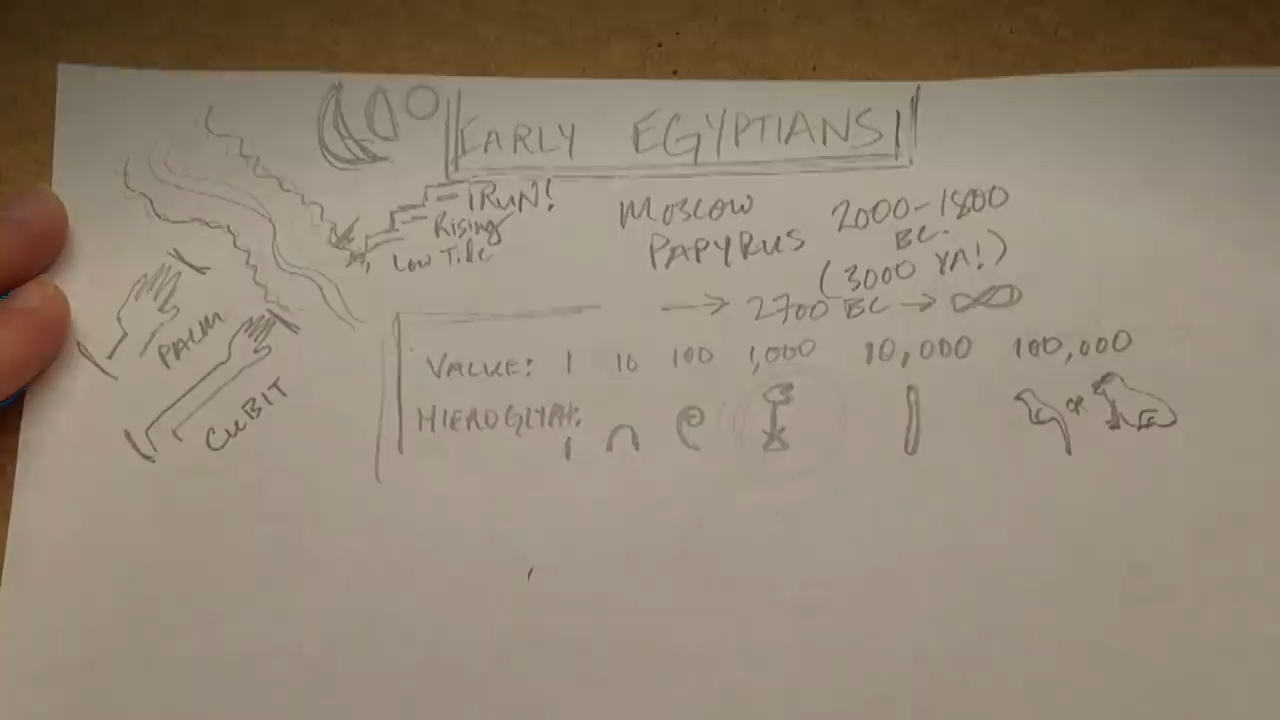 EARLY EGYPTIANS
RUN!
Rising
Low Tide
MOSCOW
PAPYRUS
2000-1800
BC.
(3000 YA!)
→ 2700 BC → ∞
PALM
CUBIT
VALUE: 1 10 100 1,000 10,000 100,000
HIEROGLYPH:
or